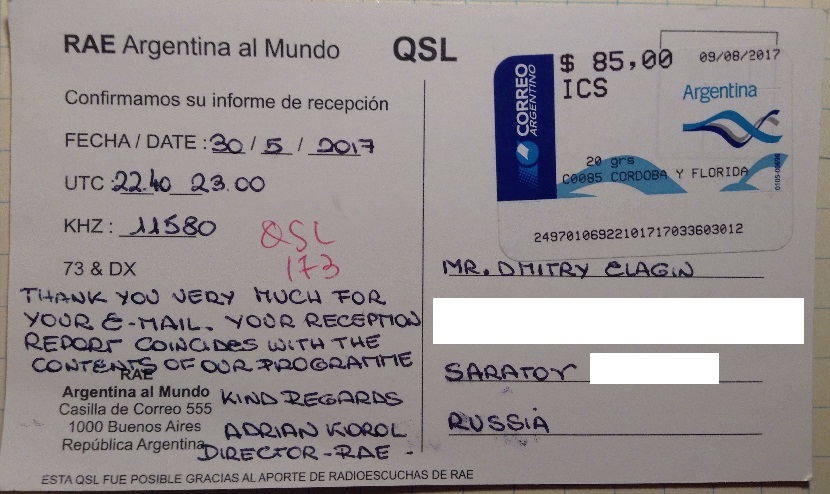 RAE Argentina al Mundo
QSL
Confirmamos su informe de recepción
FECHA / DATE : 30 / 5 / 2017
UTC : 22.40 23.00
KHZ : 11580
QSL
173
73 & DX
THANK YOU VERY MUCH FOR
YOUR E-MAIL. YOUR RECEPTION
REPORT COINCIDES WITH THE
CONTENTS OF OUR PROGRAMME
RAE
Argentina al Mundo
Casilla de Correo 555
1000 Buenos Aires
República Argentina
KIND REGARDS
ADRIAN KOROL
DIRECTOR - RAE -
ESTA QSL FUE POSIBLE GRACIAS AL APORTE DE RADIOESCUCHAS DE RAE
CORREO
ARGENTINO
$ 85,00
ICS
09/08/2017
Argentina
20 grs
C0085 CORDOBA Y FLORIDA
24970106922101717033603012
MR. DMITRY ELAGIN
SARATOV
RUSSIA